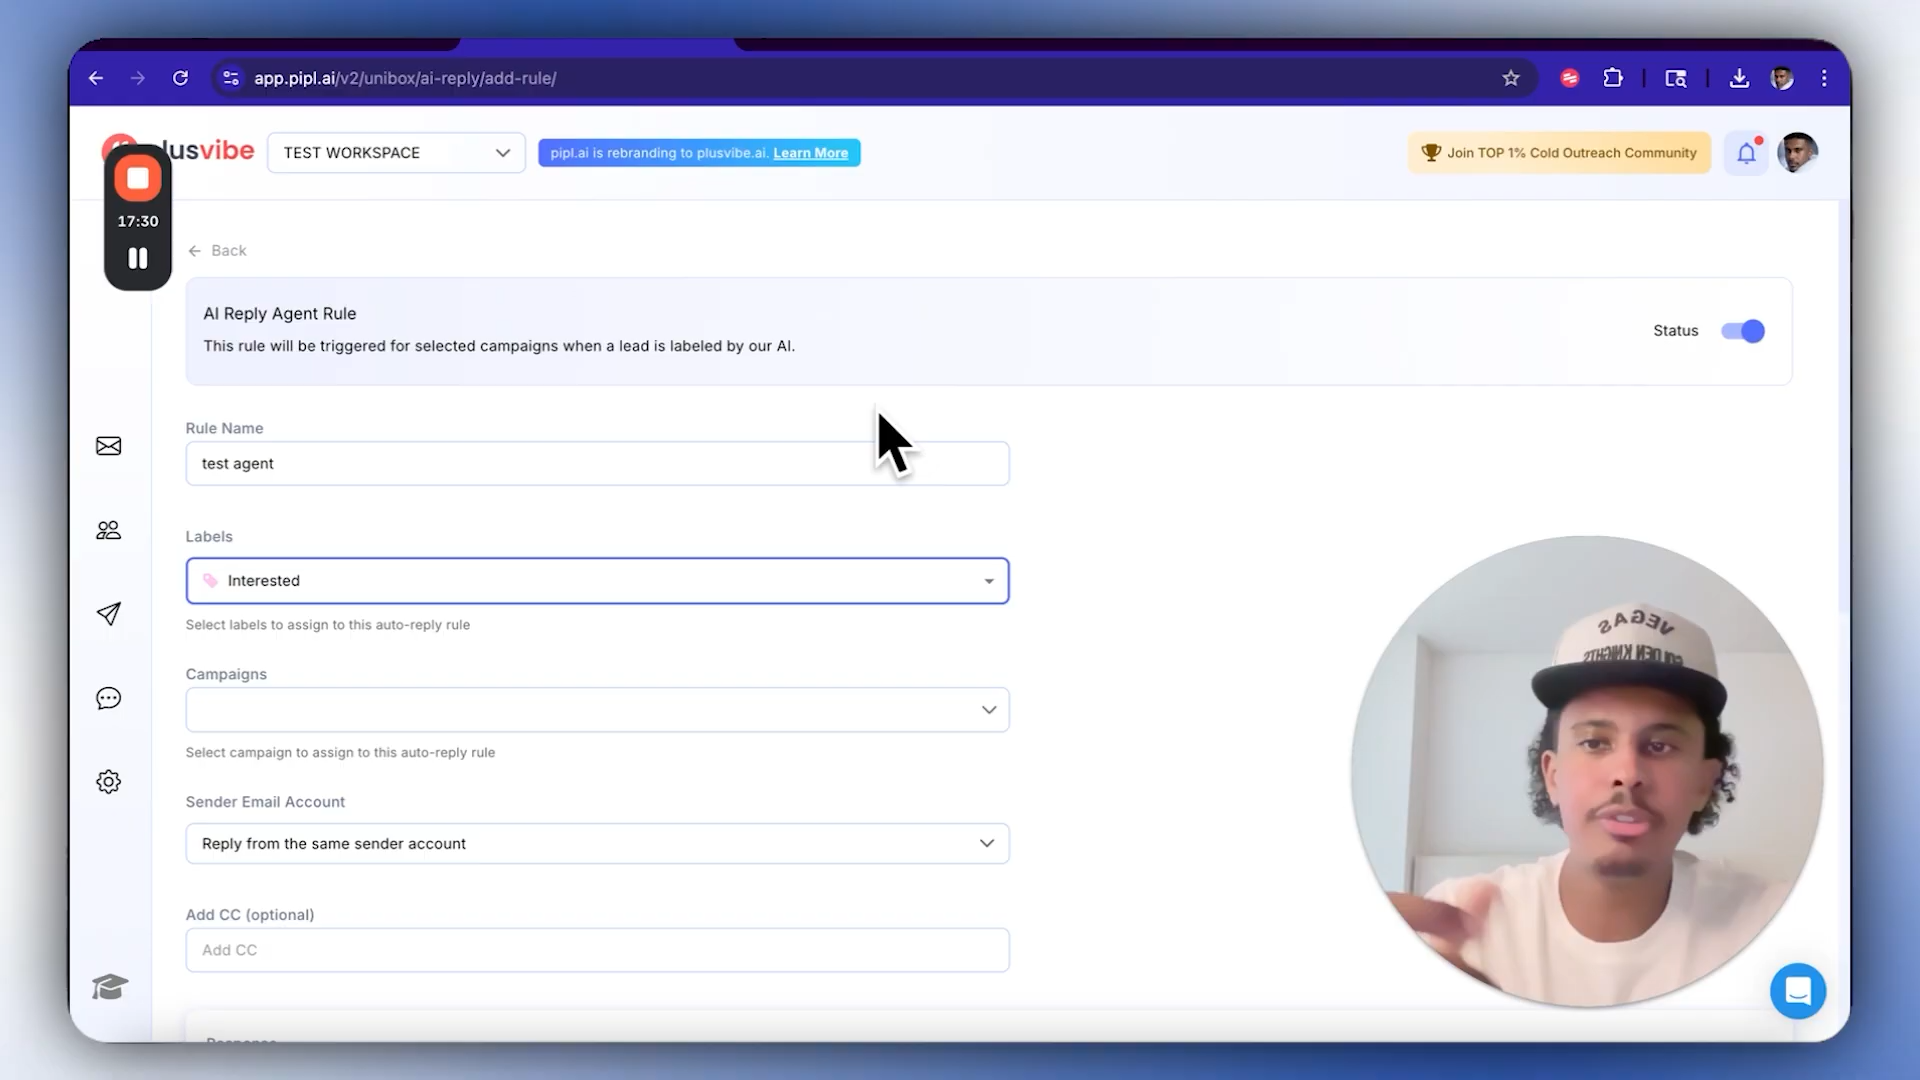 app.pipl.ai/v2/unibox/ai-reply/add-rule/
plusvibe
TEST WORKSPACE
pipl.ai is rebranding to plusvibe.ai. Learn More
Join TOP 1% Cold Outreach Community
17:30
Back
AI Reply Agent Rule
This rule will be triggered for selected campaigns when a lead is labeled by our AI.
Status
Rule Name
test agent
Labels
Interested
Select labels to assign to this auto-reply rule
Campaigns
Select campaign to assign to this auto-reply rule
Sender Email Account
Reply from the same sender account
Add CC (optional)
Add CC
Response
VEGAS
GOLDEN KNIGHTS